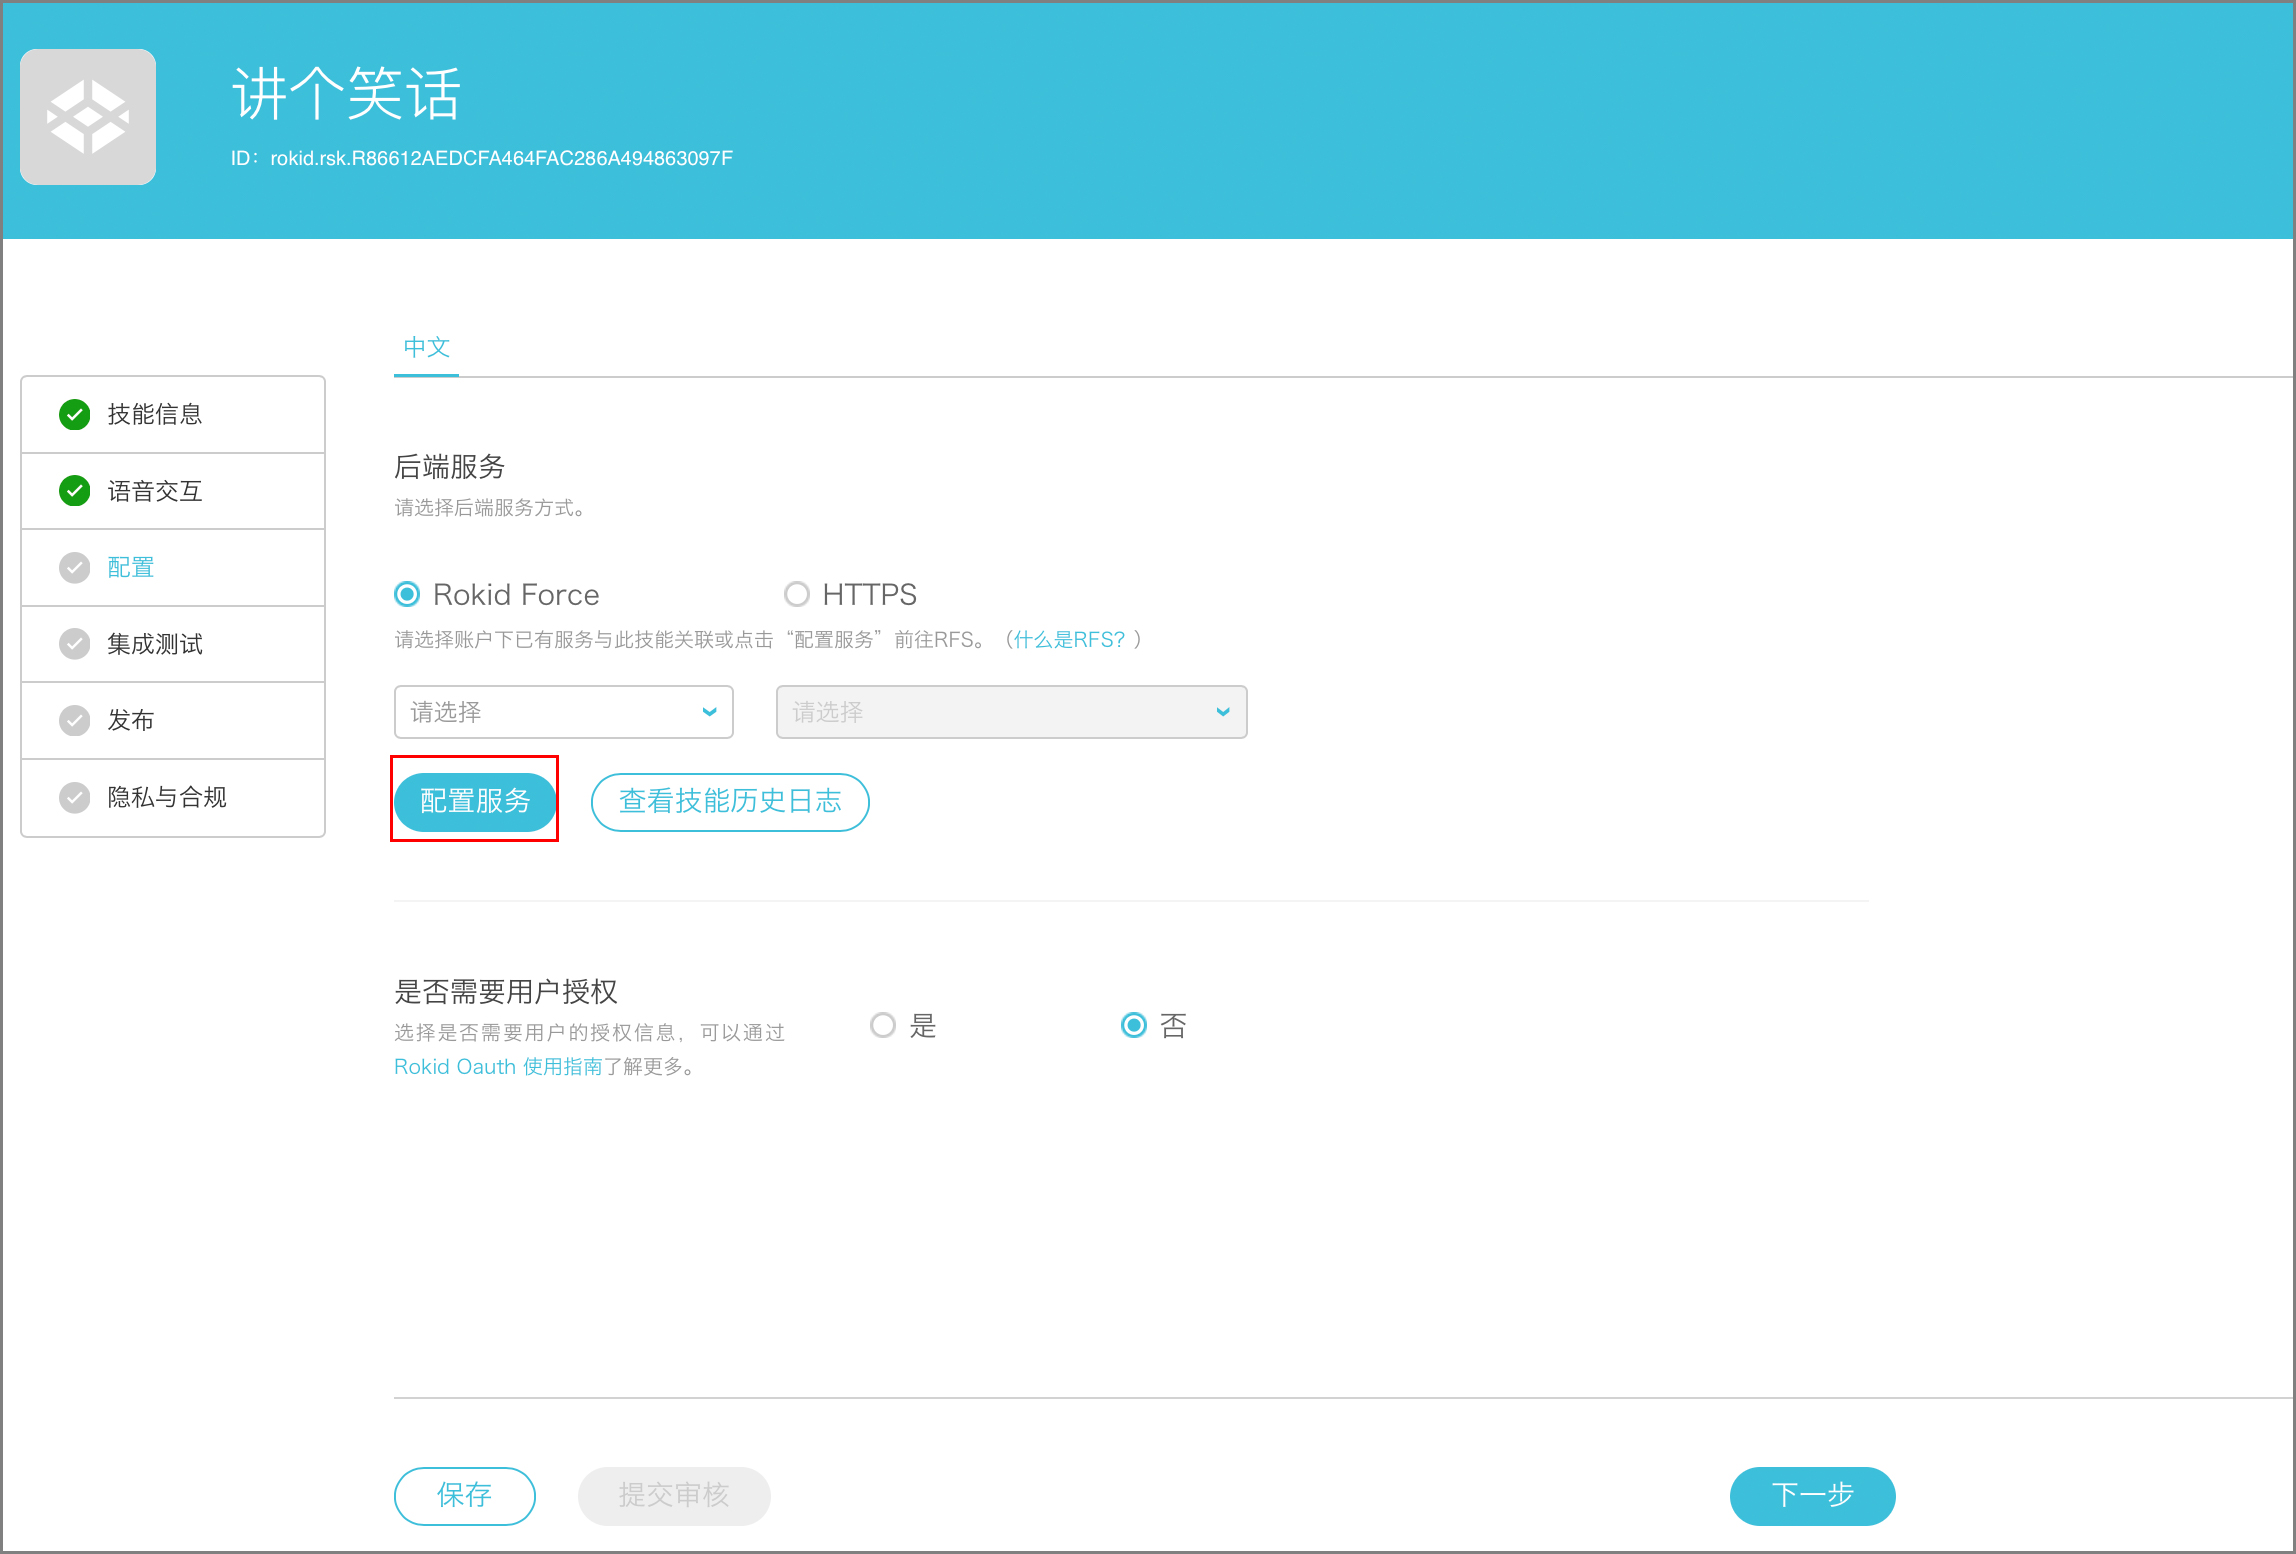 讲个笑话
ID：rokid.rsk.R86612AEDCFA464FAC286A494863097F
中文
技能信息
语音交互
配置
集成测试
发布
隐私与合规
后端服务
请选择后端服务方式。
Rokid Force
HTTPS
请选择账户下已有服务与此技能关联或点击“配置服务”前往RFS。（什么是RFS？）
请选择
请选择
配置服务
查看技能历史日志
是否需要用户授权
选择是否需要用户的授权信息，可以通过
Rokid Oauth 使用指南了解更多。
是
否
保存
提交审核
下一步